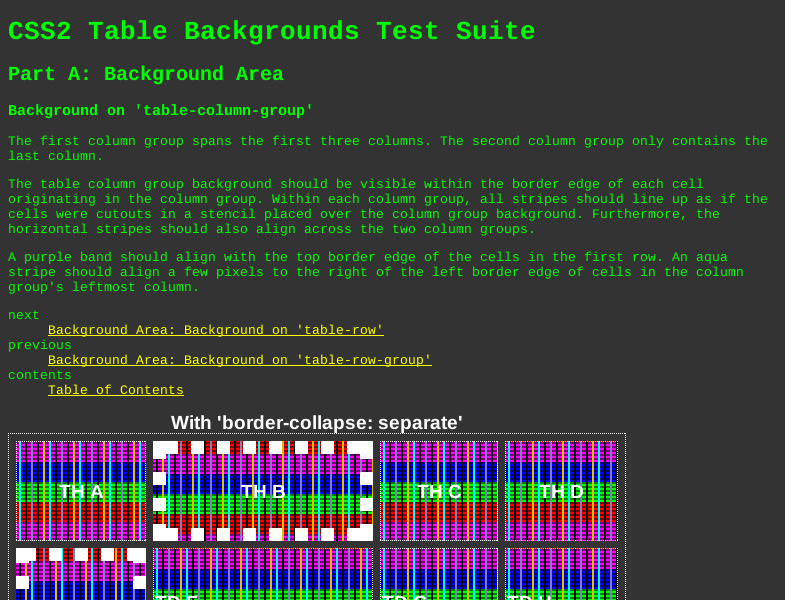 CSS2 Table Backgrounds Test Suite
Part A: Background Area
Background on 'table-column-group'
The first column group spans the first three columns. The second column group only contains the
last column.
The table column group background should be visible within the border edge of each cell
originating in the column group. Within each column group, all stripes should line up as if the
cells were cutouts in a stencil placed over the column group background. Furthermore, the
horizontal stripes should also align across the two column groups.
A purple band should align with the top border edge of the cells in the first row. An aqua
stripe should align a few pixels to the right of the left border edge of cells in the column
group's leftmost column.
next
Background Area: Background on 'table-row'
previous
Background Area: Background on 'table-row-group'
contents
Table of Contents
With 'border-collapse: separate'
TH A TH B TH C TH D